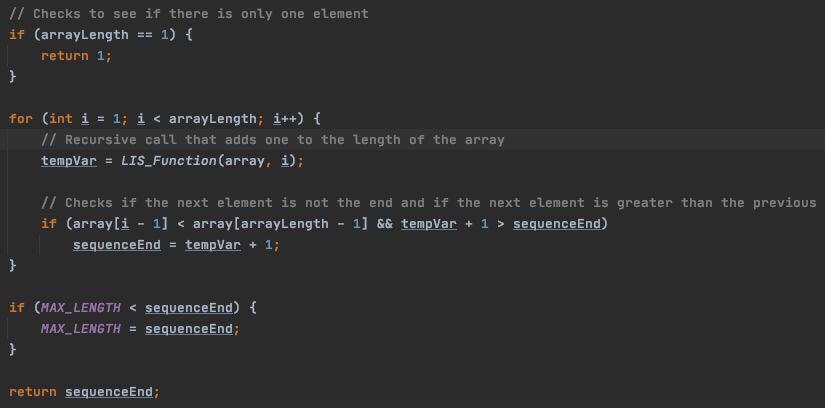 // Checks to see if there is only one element
if (arrayLength == 1) {
    return 1;
}
for (int i = 1; i < arrayLength; i++) {
    // Recursive call that adds one to the length of the array
    tempVar = LIS_Function(array, i);
    // Checks if the next element is not the end and if the next element is greater than the previous
    if (array[i - 1] < array[arrayLength - 1] && tempVar + 1 > sequenceEnd)
        sequenceEnd = tempVar + 1;
}
if (MAX_LENGTH < sequenceEnd) {
    MAX_LENGTH = sequenceEnd;
}
return sequenceEnd;